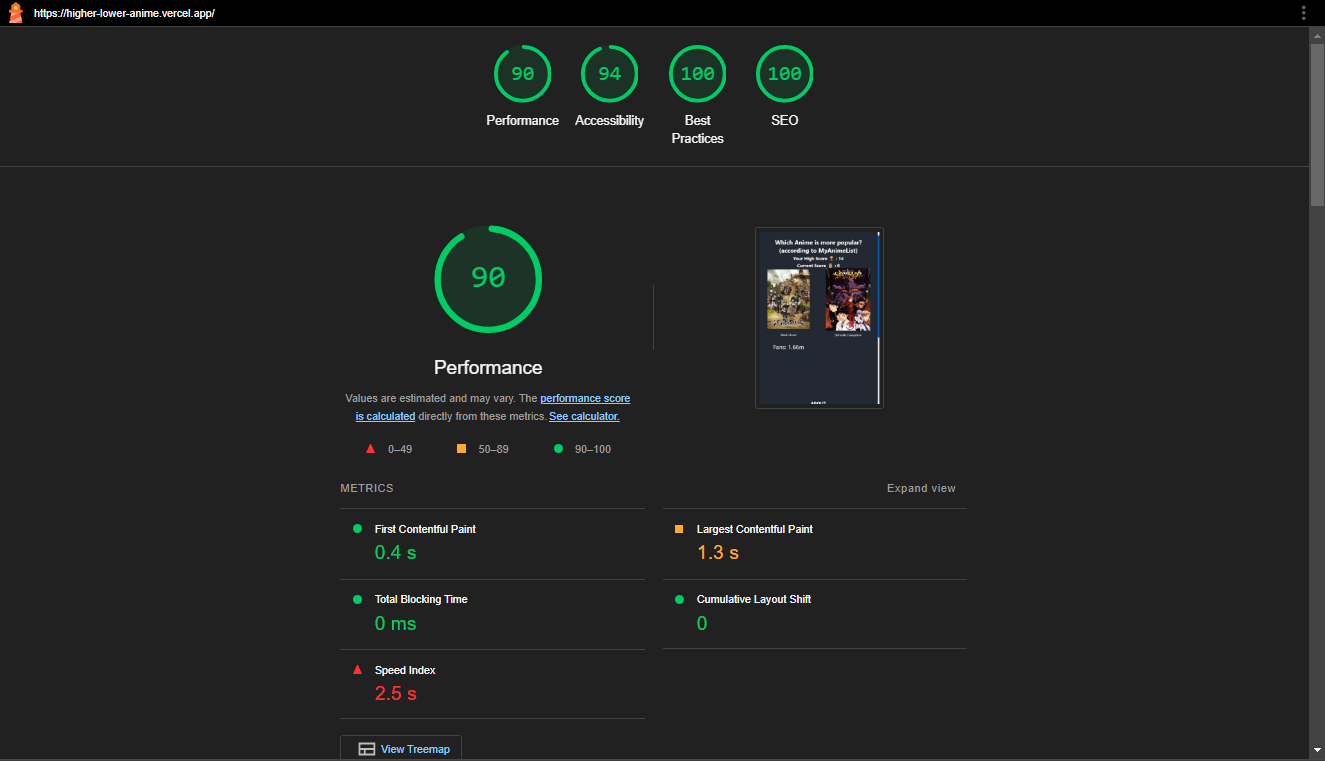 https://higher-lower-anime.vercel.app/
90
94
100
100
Performance
Accessibility
Best
Practices
SEO
90
Performance
Values are estimated and may vary. The performance score
is calculated directly from these metrics. See calculator.
0–49
50–89
90–100
Which Anime is more popular?
(according to MyAnimeList)
Your High Score : 16
Current Score : 0
Fans: 1.66m
METRICS
Expand view
First Contentful Paint
0.4 s
Largest Contentful Paint
1.3 s
Total Blocking Time
0 ms
Cumulative Layout Shift
0
Speed Index
2.5 s
View Treemap